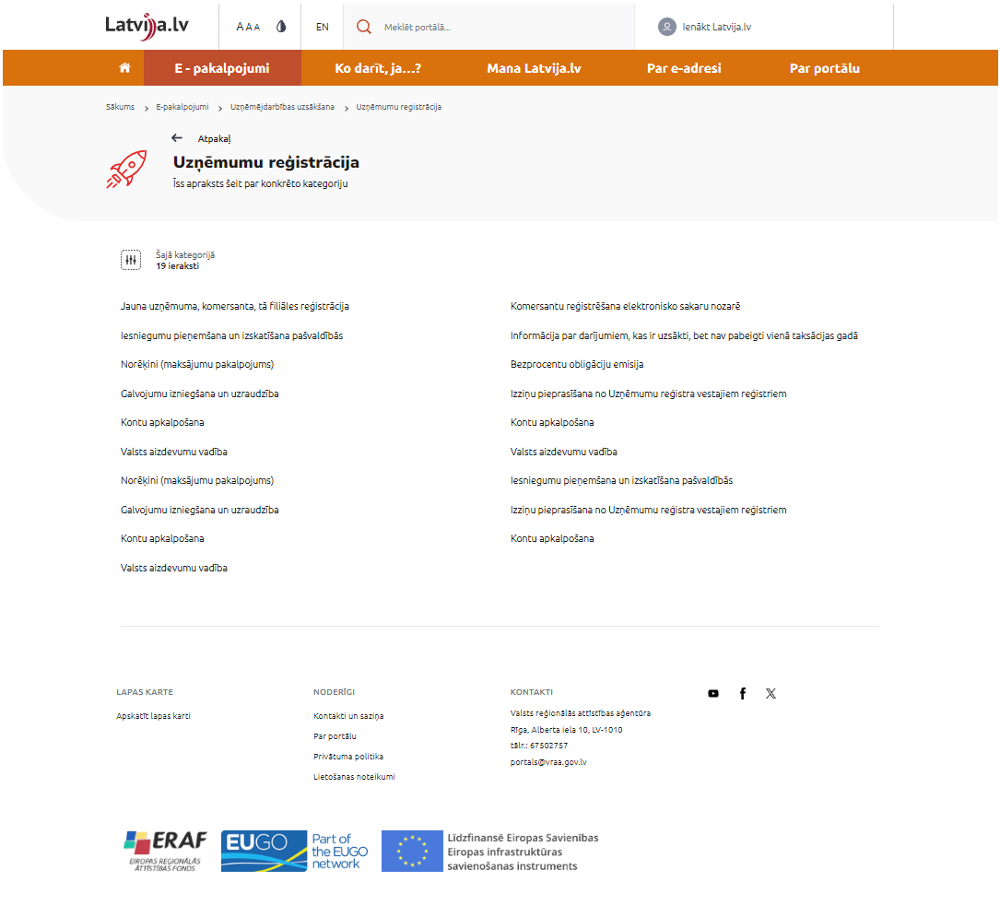 Latvija.lv
A A A
EN
Meklēt portālā...
Ienākt Latvija.lv
E - pakalpojumi
Ko darīt, ja...?
Mana Latvija.lv
Par e-adresi
Par portālu
Sākums
E-pakalpojumi
Uzņēmējdarbības uzsākšana
Uzņēmumu reģistrācija
Atpakaļ
Uzņēmumu reģistrācija
Īss apraksts šeit par konkrēto kategoriju
Šajā kategorijā
19 ieraksti
Jauna uzņēmuma, komersanta, tā filiāles reģistrācija
Iesniegumu pieņemšana un izskatīšana pašvaldībās
Norēķini (maksājumu pakalpojums)
Galvojumu izniegšana un uzraudzība
Kontu apkalpošana
Valsts aizdevumu vadība
Norēķini (maksājumu pakalpojums)
Galvojumu izniegšana un uzraudzība
Kontu apkalpošana
Valsts aizdevumu vadība
Komersantu reģistrēšana elektronisko sakaru nozarē
Informācija par darījumiem, kas ir uzsākti, bet nav pabeigti vienā taksācijas gadā
Bezprocentu obligāciju emisija
Izziņu pieprasīšana no Uzņēmumu reģistra vestajiem reģistriem
Kontu apkalpošana
Valsts aizdevumu vadība
Iesniegumu pieņemšana un izskatīšana pašvaldībās
Izziņu pieprasīšana no Uzņēmumu reģistra vestajiem reģistriem
Kontu apkalpošana
LAPAS KARTE
Apskatīt lapas karti
NODERĪGI
Kontakti un saziņa
Par portālu
Privātuma politika
Lietošanas noteikumi
KONTAKTI
Valsts reģionālās attīstības aģentūra
Rīga, Alberta iela 10, LV-1010
tālr.: 67502757
portals@vraa.gov.lv
ERAF
EIROPAS REĢIONĀLĀS
ATTĪSTĪBAS FONDS
EUGO
Part of
the EUGO
network
Līdzfinansē Eiropas Savienības
Eiropas infrastruktūras
savienošanas instruments